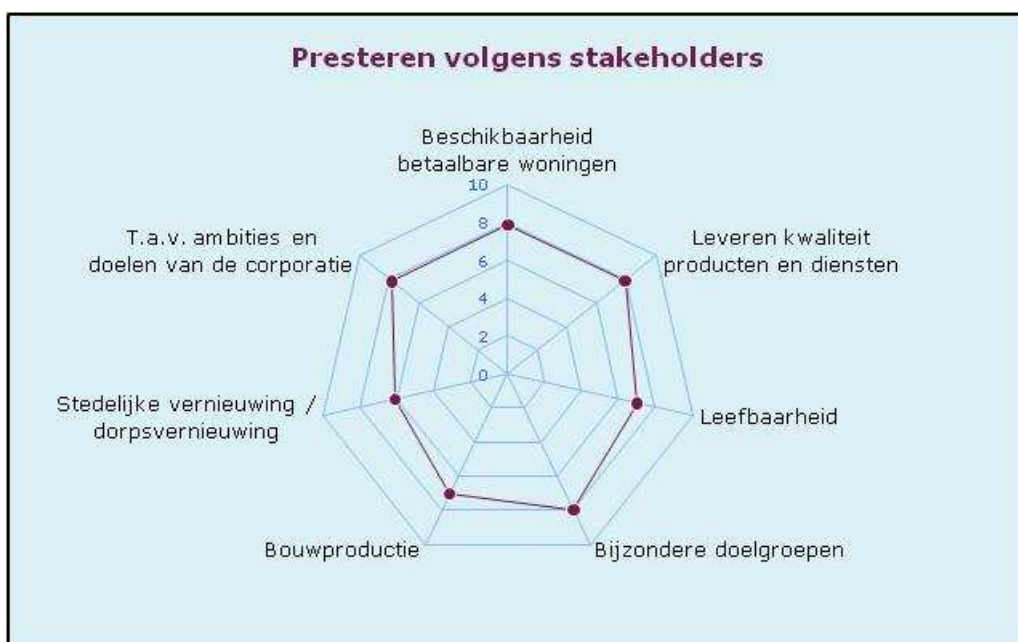 Presteren volgens stakeholders
Beschikbaarheid
betaalbare woningen
10
8
6
4
2
0
T.a.v. ambities en
doelen van de corporatie
Leveren kwaliteit
producten en diensten
Stedelijke vernieuwing /
dorpsvernieuwing
Leefbaarheid
Bouwproductie
Bijzondere doelgroepen